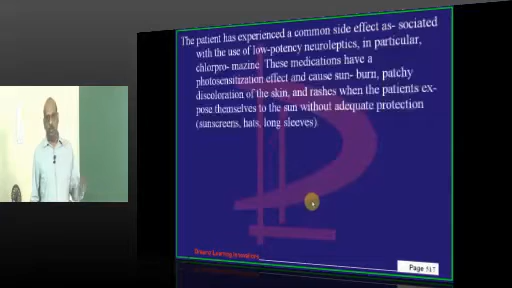 The patient has experienced a common side effect as- sociated
with the use of low-potency neuroleptics, in particular,
chlorpro- mazine. These medications have a
photosensitization effect and cause sun- burn, patchy
discoloration of the skin, and rashes when the patients ex-
pose themselves to the sun without adequate protection
(sunscreens, hats, long sleeves).
Page 517